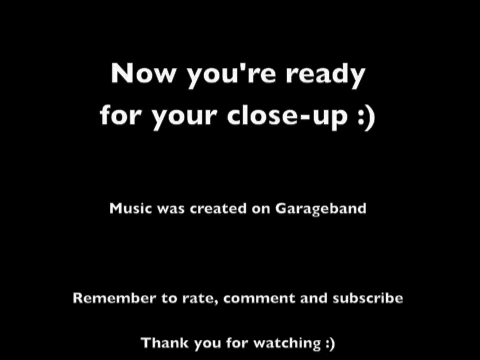 Now you're ready
for your close-up :)
Music was created on Garageband
Remember to rate, comment and subscribe
Thank you for watching :)